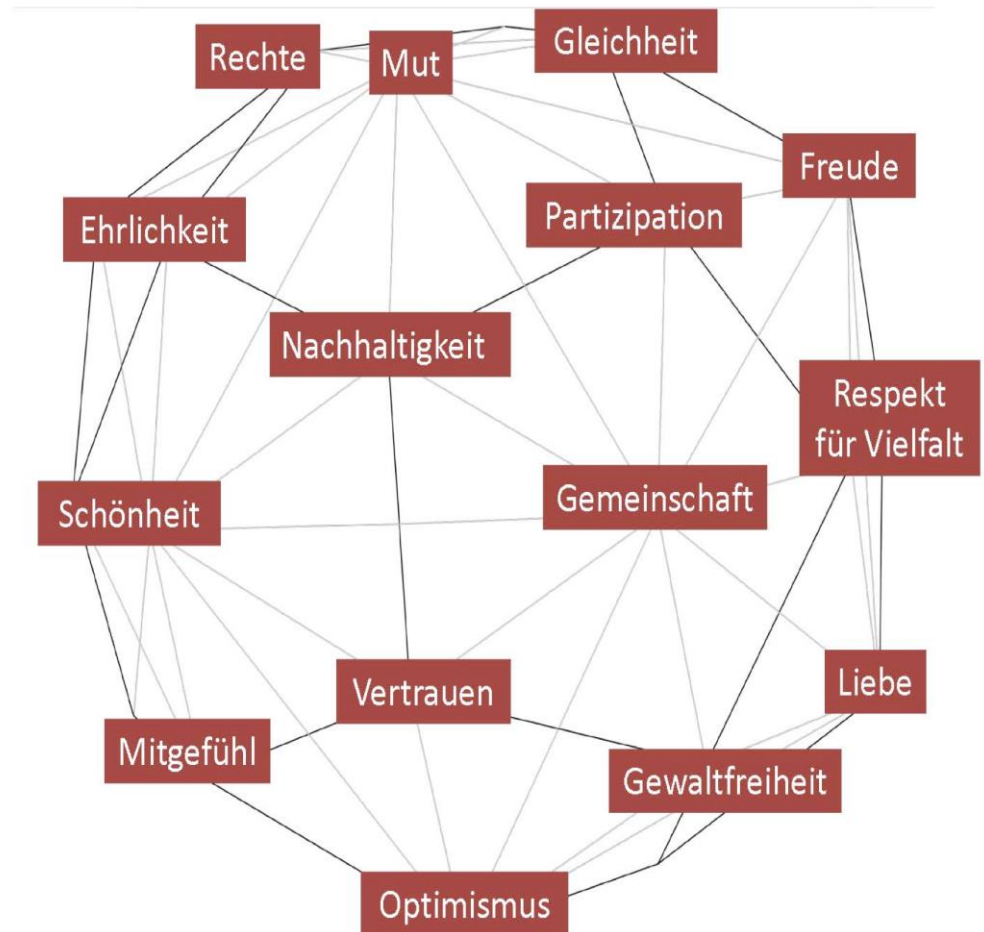 Rechte
Mut
Gleichheit
Freude
Ehrlichkeit
Partizipation
Nachhaltigkeit
Respekt
für Vielfalt
Schönheit
Gemeinschaft
Vertrauen
Liebe
Mitgefühl
Gewaltfreiheit
Optimismus